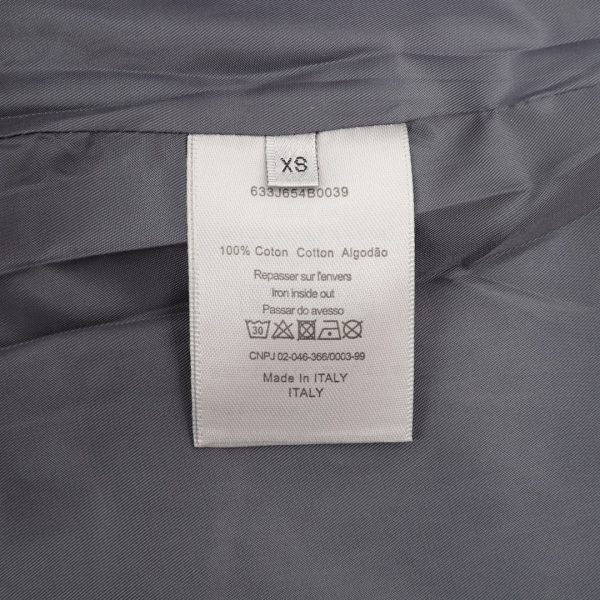 XS
633J654B0039
100% Coton Cotton Algodão
Repasser sur l'envers
Iron inside out
Passar do avesso
30
CNPJ 02-046-366/0003-99
Made In ITALY
ITALY